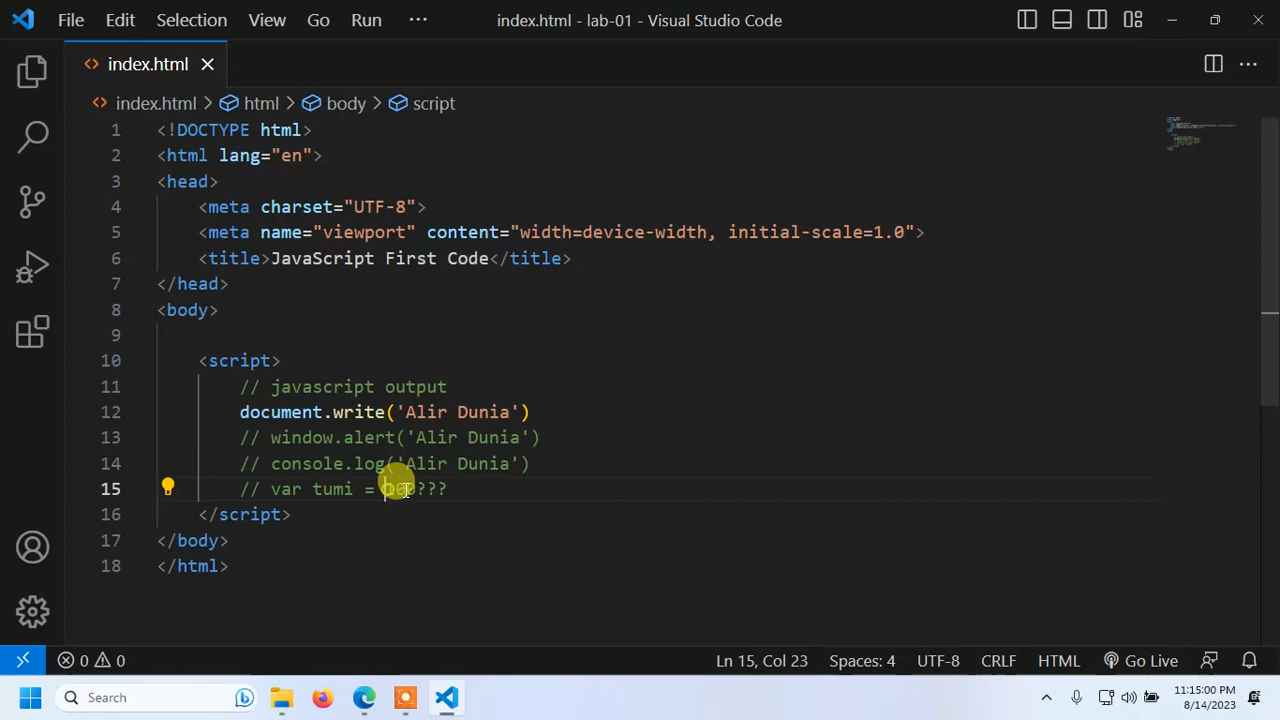 File Edit Selection View Go Run ··· index.html - lab-01 - Visual Studio Code
index.html
index.html > html > body > script
1 <!DOCTYPE html>
2 <html lang="en">
3 <head>
4 <meta charset="UTF-8">
5 <meta name="viewport" content="width=device-width, initial-scale=1.0">
6 <title>JavaScript First Code</title>
7 </head>
8 <body>
9
10 <script>
11 // javascript output
12 document.write('Alir Dunia')
13 // window.alert('Alir Dunia')
14 // console.log('Alir Dunia')
15 // var tumi =
16 </script>
17 </body>
18 </html>
0 0 Ln 15, Col 23 Spaces: 4 UTF-8 CRLF HTML Go Live
Search 11:15:00 PM
8/14/2023